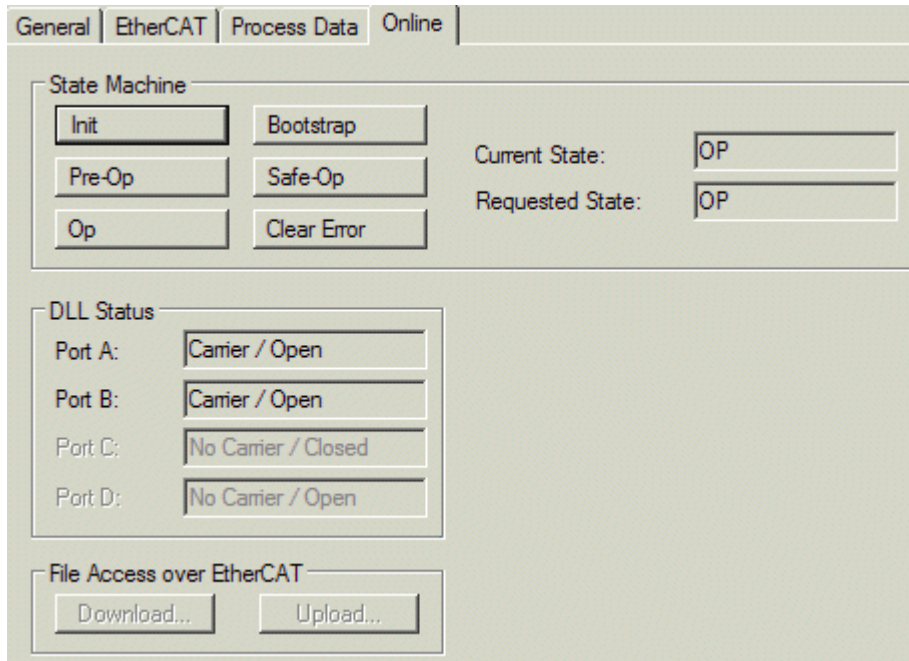 General EtherCAT Process Data Online
State Machine
Init Bootstrap
Pre-Op Safe-Op
Op Clear Error
Current State: OP
Requested State: OP
DLL Status
Port A: Carrier / Open
Port B: Carrier / Open
Port C: No Carrier / Closed
Port D: No Carrier / Open
File Access over EtherCAT
Download... Upload...